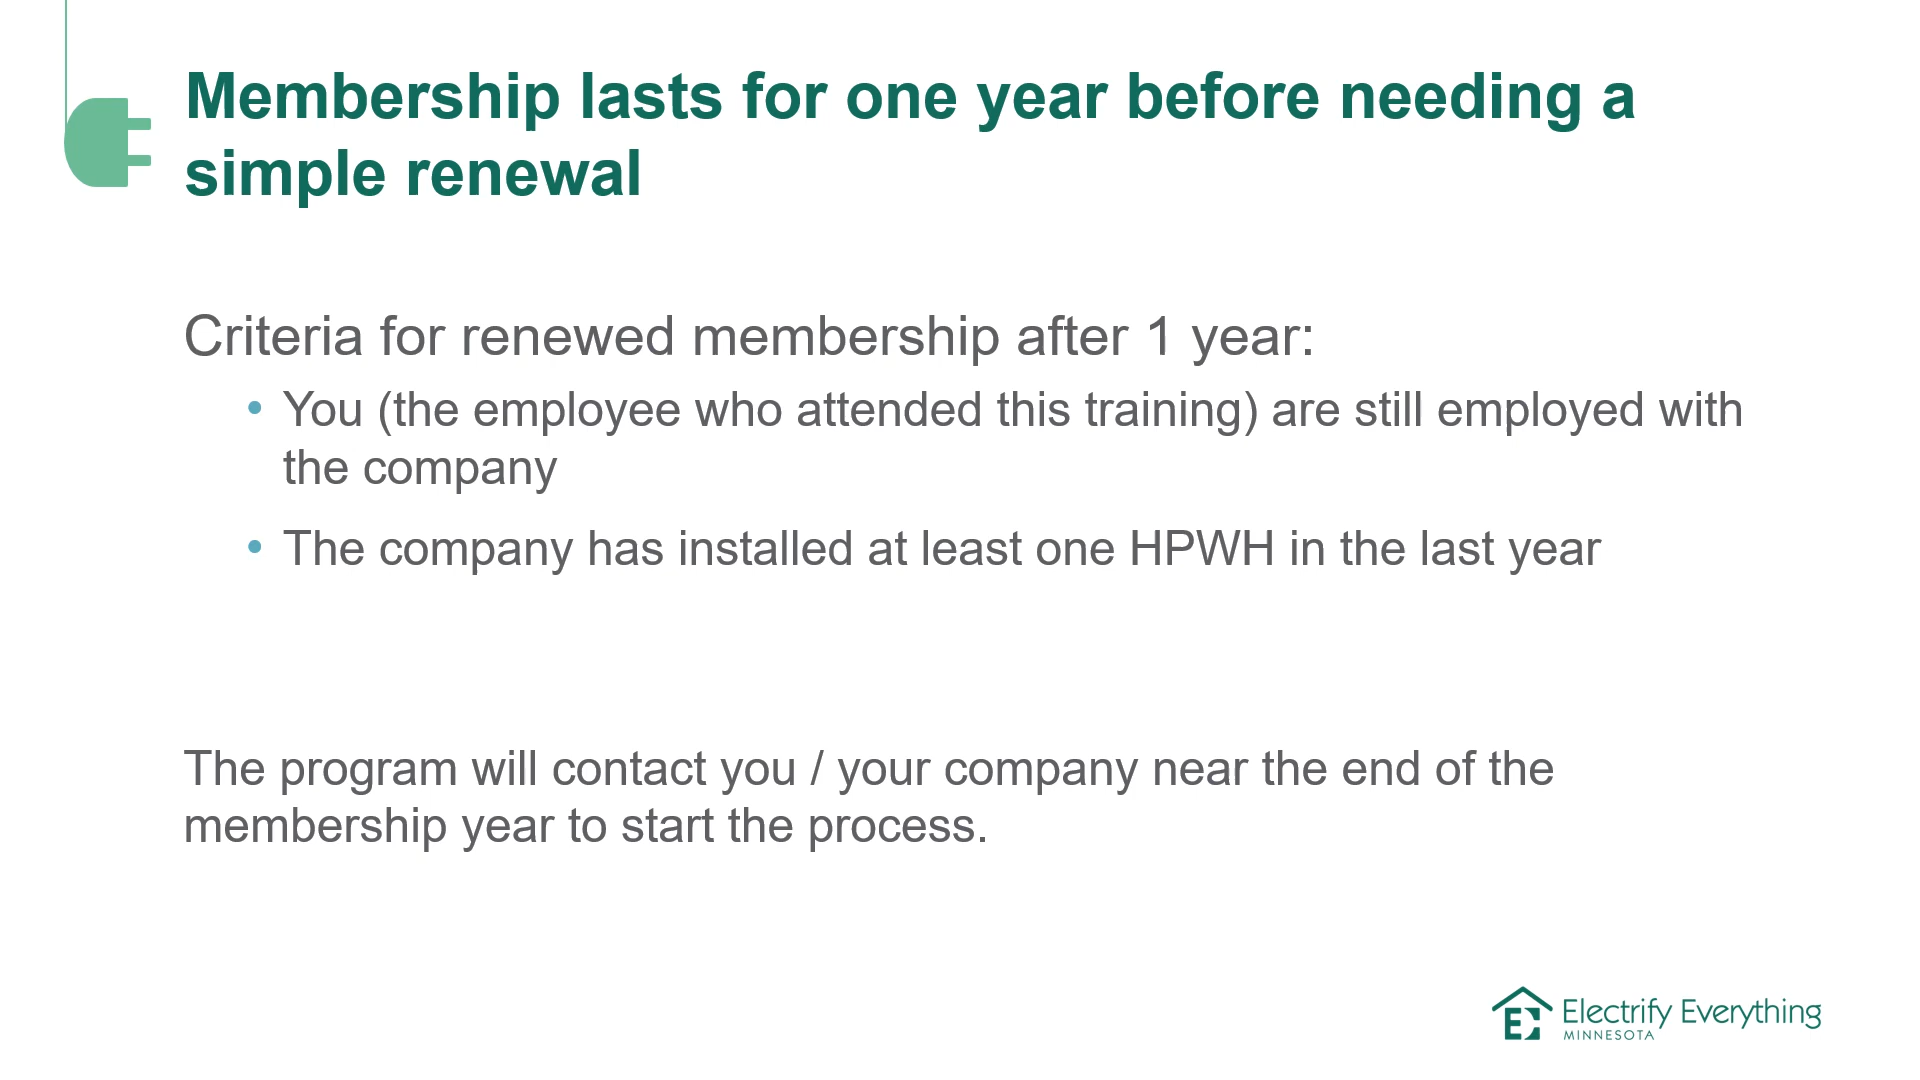 Membership lasts for one year before needing a
simple renewal
Criteria for renewed membership after 1 year:
• You (the employee who attended this training) are still employed with
the company
• The company has installed at least one HPWH in the last year
The program will contact you / your company near the end of the
membership year to start the process.
Electrify Everything
MINNESOTA